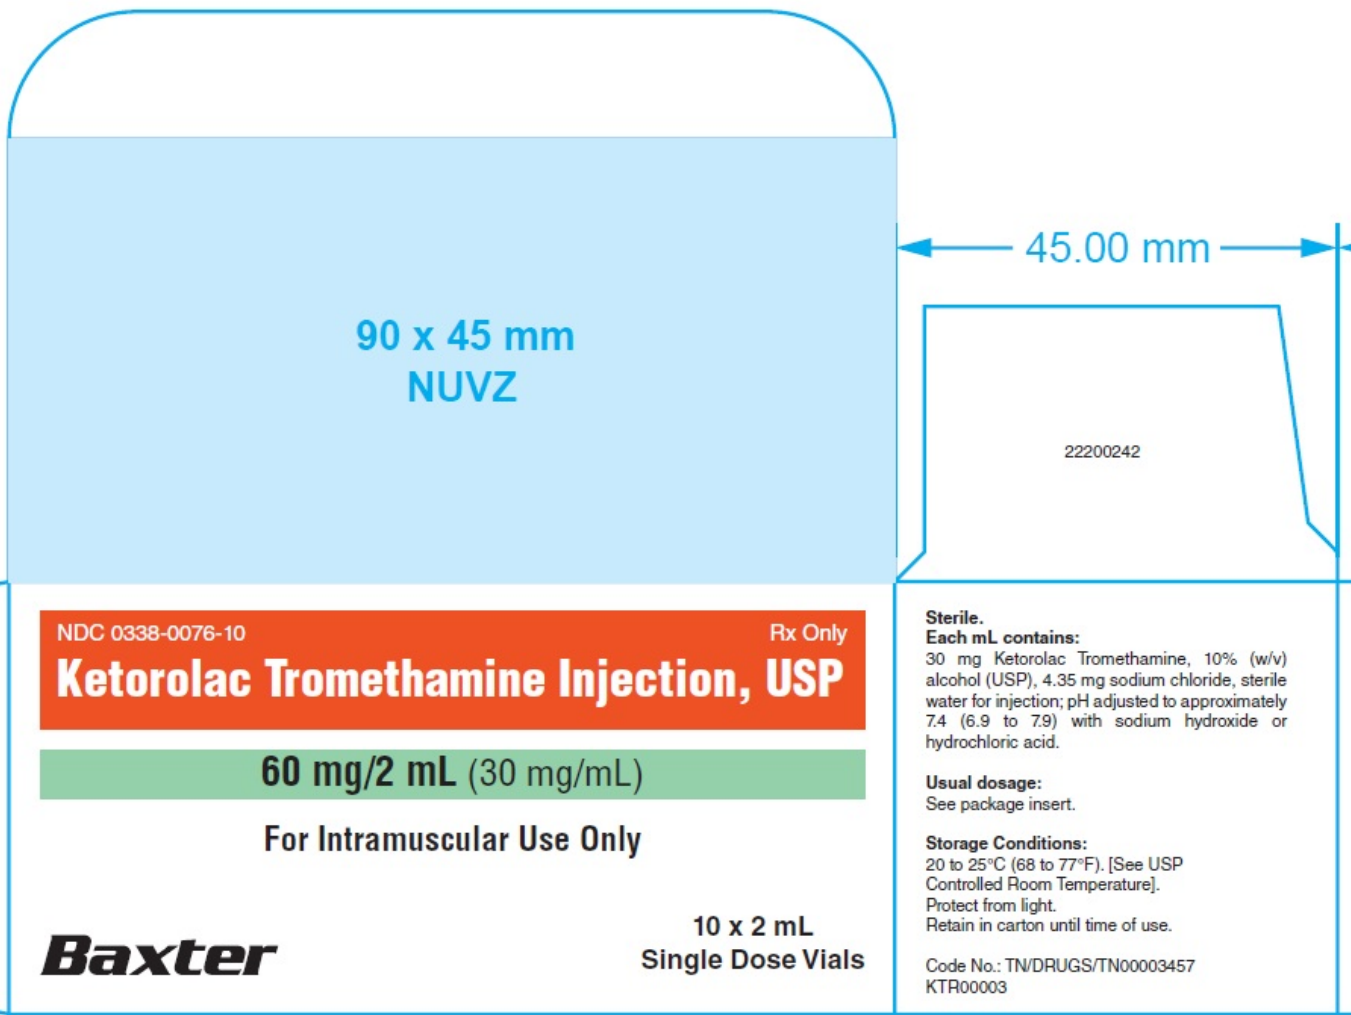 90 x 45 mm
NUVZ
45.00 mm
22200242
NDC 0338-0076-10 Rx Only
Ketorolac Tromethamine Injection, USP
60 mg/2 mL (30 mg/mL)
For Intramuscular Use Only
Baxter
10 x 2 mL
Single Dose Vials
Sterile.
Each mL contains:
30 mg Ketorolac Tromethamine, 10% (w/v)
alcohol (USP), 4.35 mg sodium chloride, sterile
water for injection; pH adjusted to approximately
7.4 (6.9 to 7.9) with sodium hydroxide or
hydrochloric acid.
Usual dosage:
See package insert.
Storage Conditions:
20 to 25°C (68 to 77°F). [See USP
Controlled Room Temperature].
Protect from light.
Retain in carton until time of use.
Code No.: TN/DRUGS/TN00003457
KTR00003